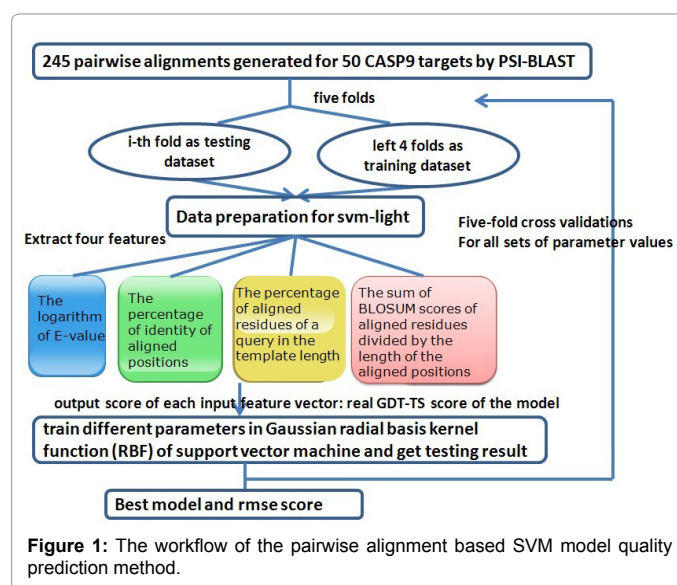 245 pairwise alignments generated for 50 CASP9 targets by PSI-BLAST
five folds
i-th fold as testing
dataset
left 4 folds as
training dataset
Data preparation for svm-light
Five-fold cross validations
For all sets of parameter values
Extract four features
The
logarithm
of E-value
The
percentage
of identity of
aligned
positions
The percentage
of aligned
residues of a
query in the
template length
The sum of
BLOSUM scores of
aligned residues
divided by the
length of the
aligned positions
output score of each input feature vector: real GDT-TS score of the model
train different parameters in Gaussian radial basis kernel
function (RBF) of support vector machine and get testing result
Best model and rmse score
Figure 1: The workflow of the pairwise alignment based SVM model quality
prediction method.